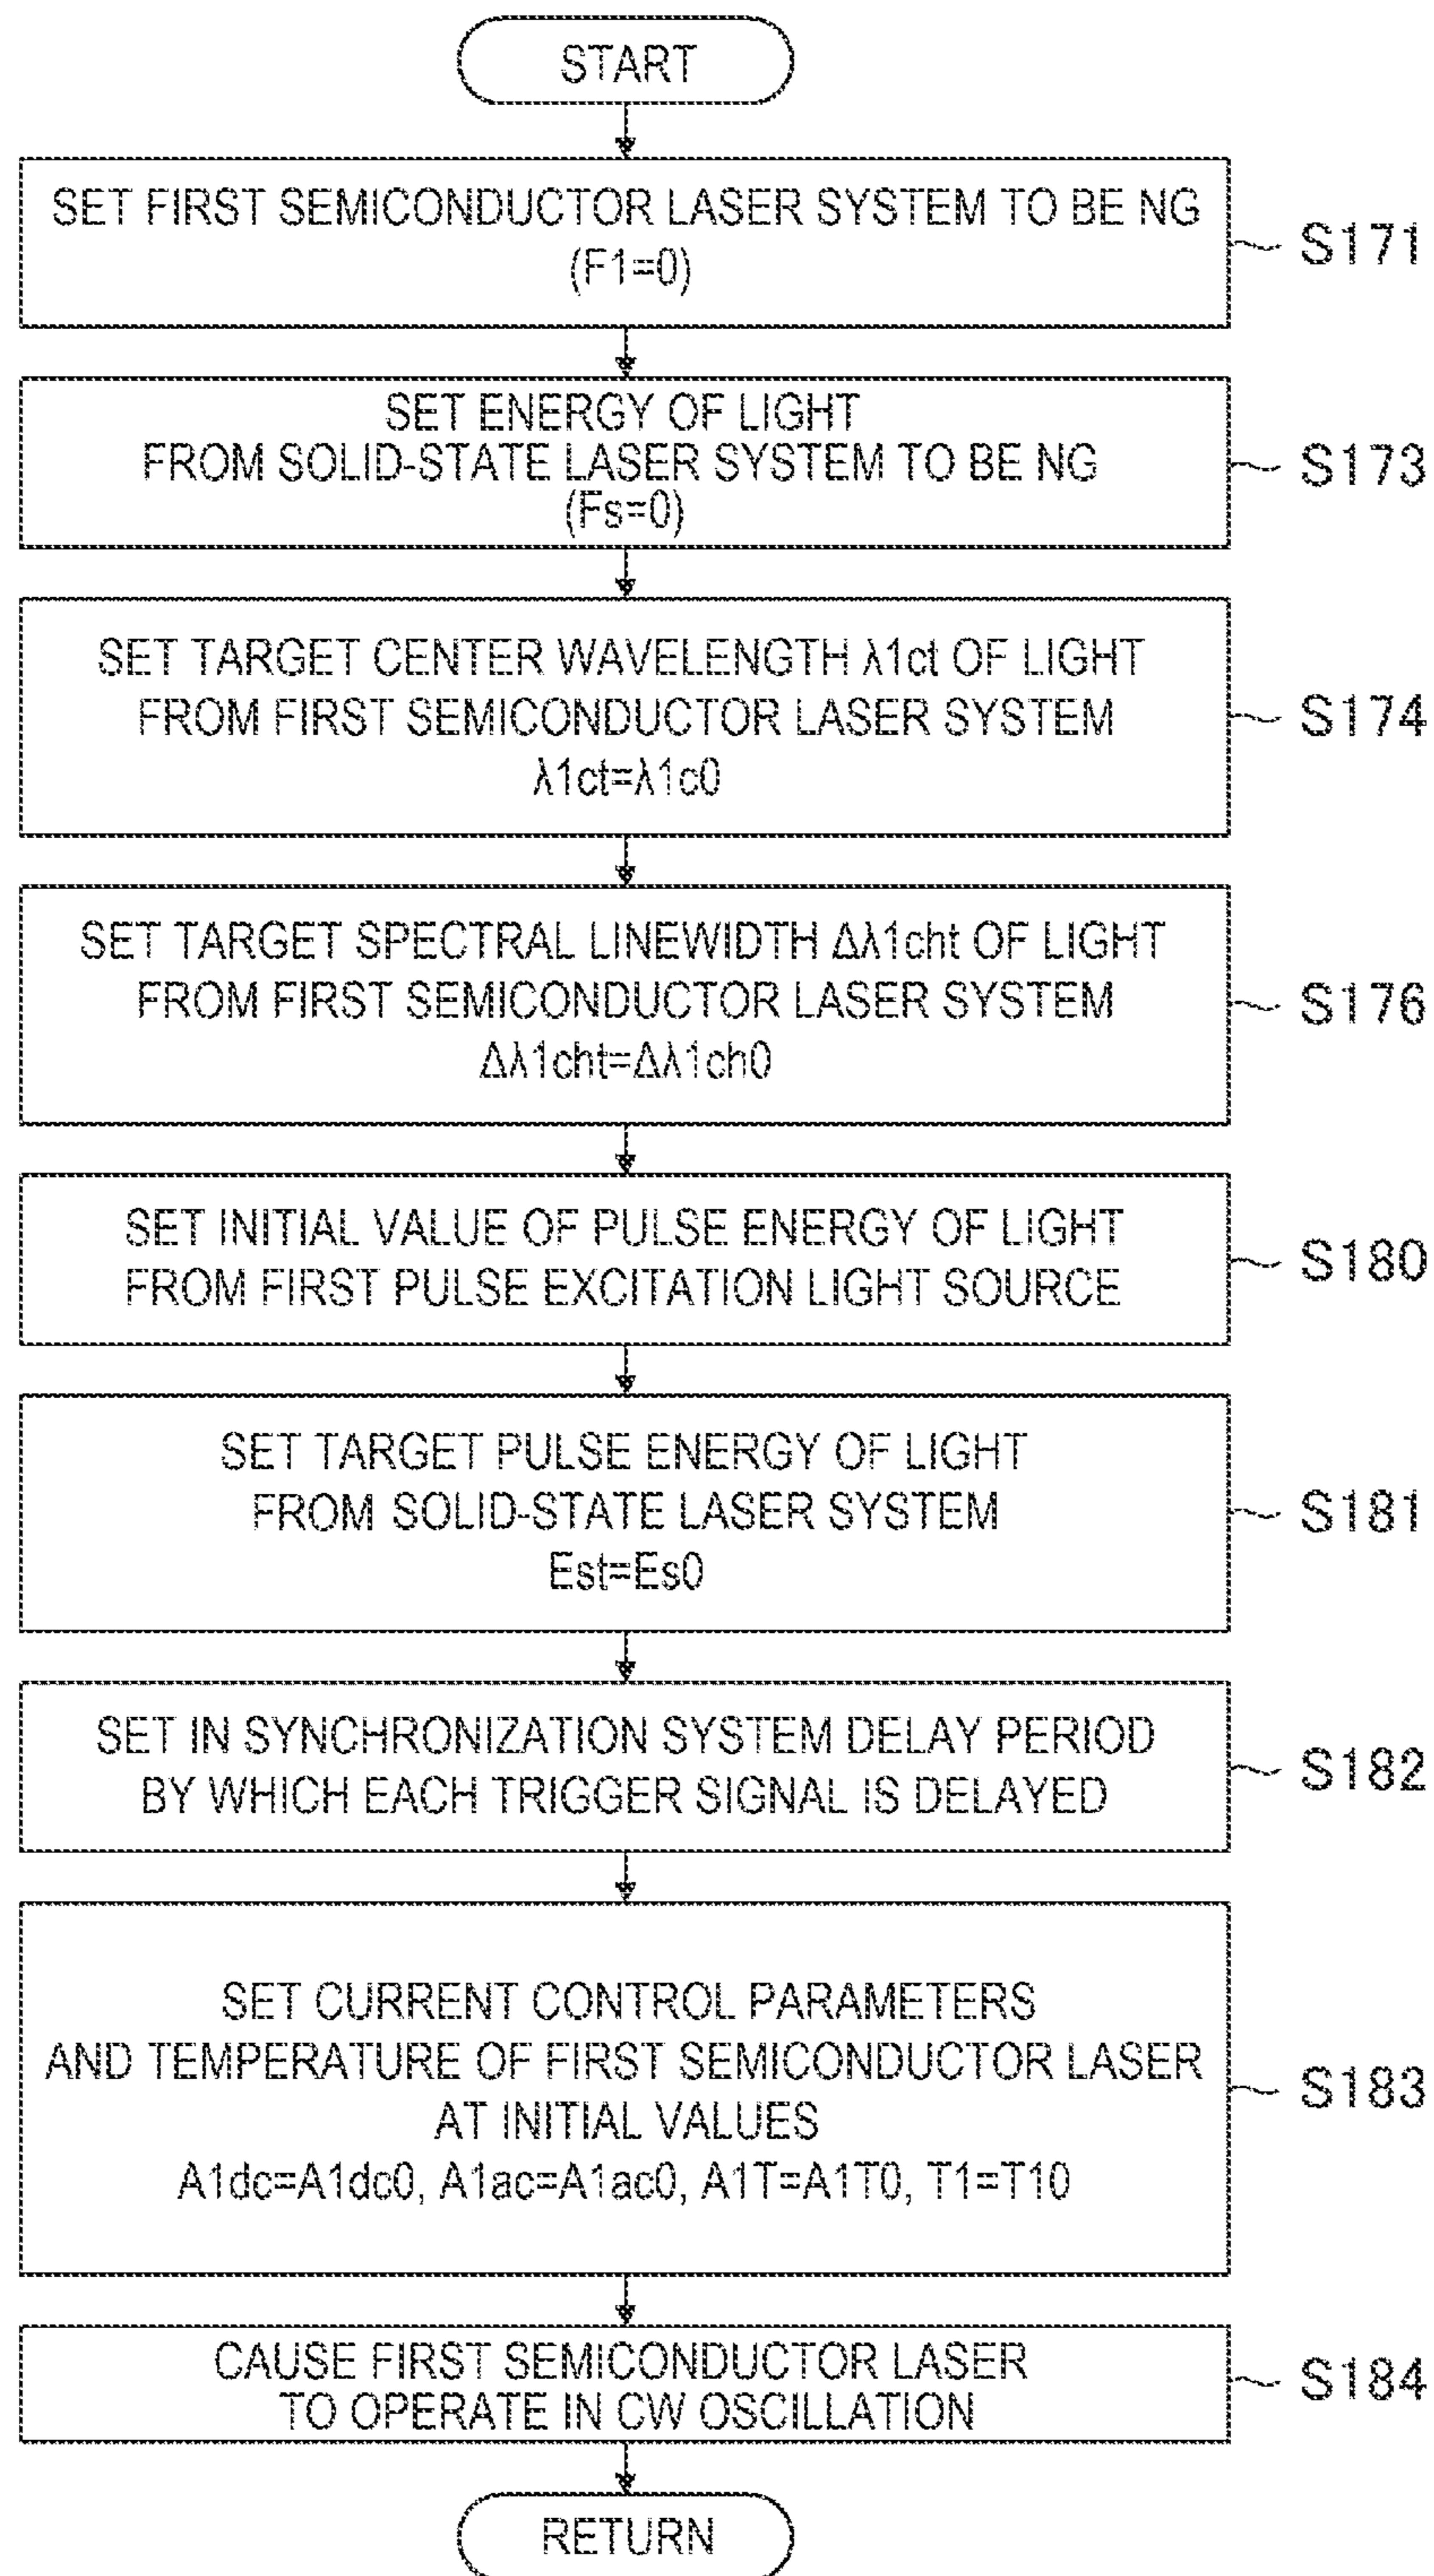 START
SET FIRST SEMICONDUCTOR LASER SYSTEM TO BE NG
(F1=0)
S171
SET ENERGY OF LIGHT
FROM SOLID-STATE LASER SYSTEM TO BE NG
(Fs=0)
S173
SET TARGET CENTER WAVELENGTH λ1ct OF LIGHT
FROM FIRST SEMICONDUCTOR LASER SYSTEM
λ1ct=λ1c0
S174
SET TARGET SPECTRAL LINEWIDTH Δλ1cht OF LIGHT
FROM FIRST SEMICONDUCTOR LASER SYSTEM
Δλ1cht=Δλ1ch0
S176
SET INITIAL VALUE OF PULSE ENERGY OF LIGHT
FROM FIRST PULSE EXCITATION LIGHT SOURCE
S180
SET TARGET PULSE ENERGY OF LIGHT
FROM SOLID-STATE LASER SYSTEM
Est=Es0
S181
SET IN SYNCHRONIZATION SYSTEM DELAY PERIOD
BY WHICH EACH TRIGGER SIGNAL IS DELAYED
S182
SET CURRENT CONTROL PARAMETERS
AND TEMPERATURE OF FIRST SEMICONDUCTOR LASER
AT INITIAL VALUES
A1dc=A1dc0, A1ac=A1ac0, A1T=A1T0, T1=T10
S183
CAUSE FIRST SEMICONDUCTOR LASER
TO OPERATE IN CW OSCILLATION
S184
RETURN